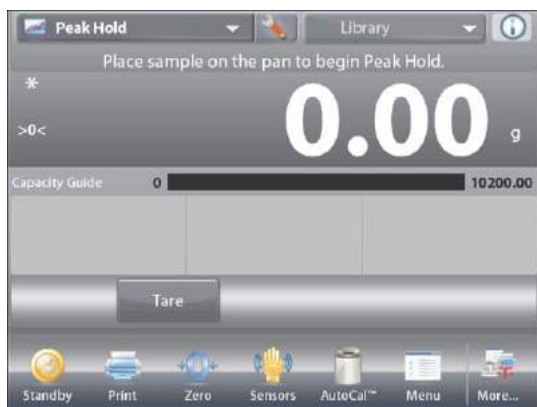 Peak Hold
Library
Place sample on the pan to begin Peak Hold.
*
>0<
0.00 g
Capacity Guide 0 10200.00
Tare
Standby Print Zero Sensors AutoCal™ Menu More...